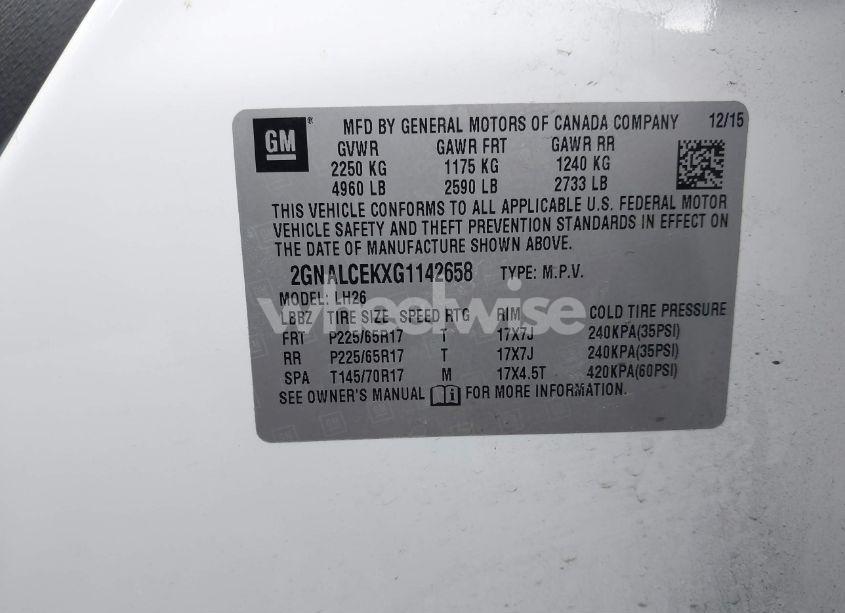 GM ® MFD BY GENERAL MOTORS OF CANADA COMPANY 12/15
GVWR GAWR FRT GAWR RR
2250 KG 1175 KG 1240 KG
4960 LB 2590 LB 2733 LB
THIS VEHICLE CONFORMS TO ALL APPLICABLE U.S. FEDERAL MOTOR
VEHICLE SAFETY AND THEFT PREVENTION STANDARDS IN EFFECT ON
THE DATE OF MANUFACTURE SHOWN ABOVE.
2GNALCEKXG1142658 TYPE: M.P.V.
MODEL: LH26
wheelwise
LBBZ TIRE SIZE SPEED RTG RIM COLD TIRE PRESSURE
FRT P225/65R17 T 17X7J 240KPA(35PSI)
RR P225/65R17 T 17X7J 240KPA(35PSI)
SPA T145/70R17 M 17X4.5T 420KPA(60PSI)
SEE OWNER'S MANUAL FOR MORE INFORMATION.